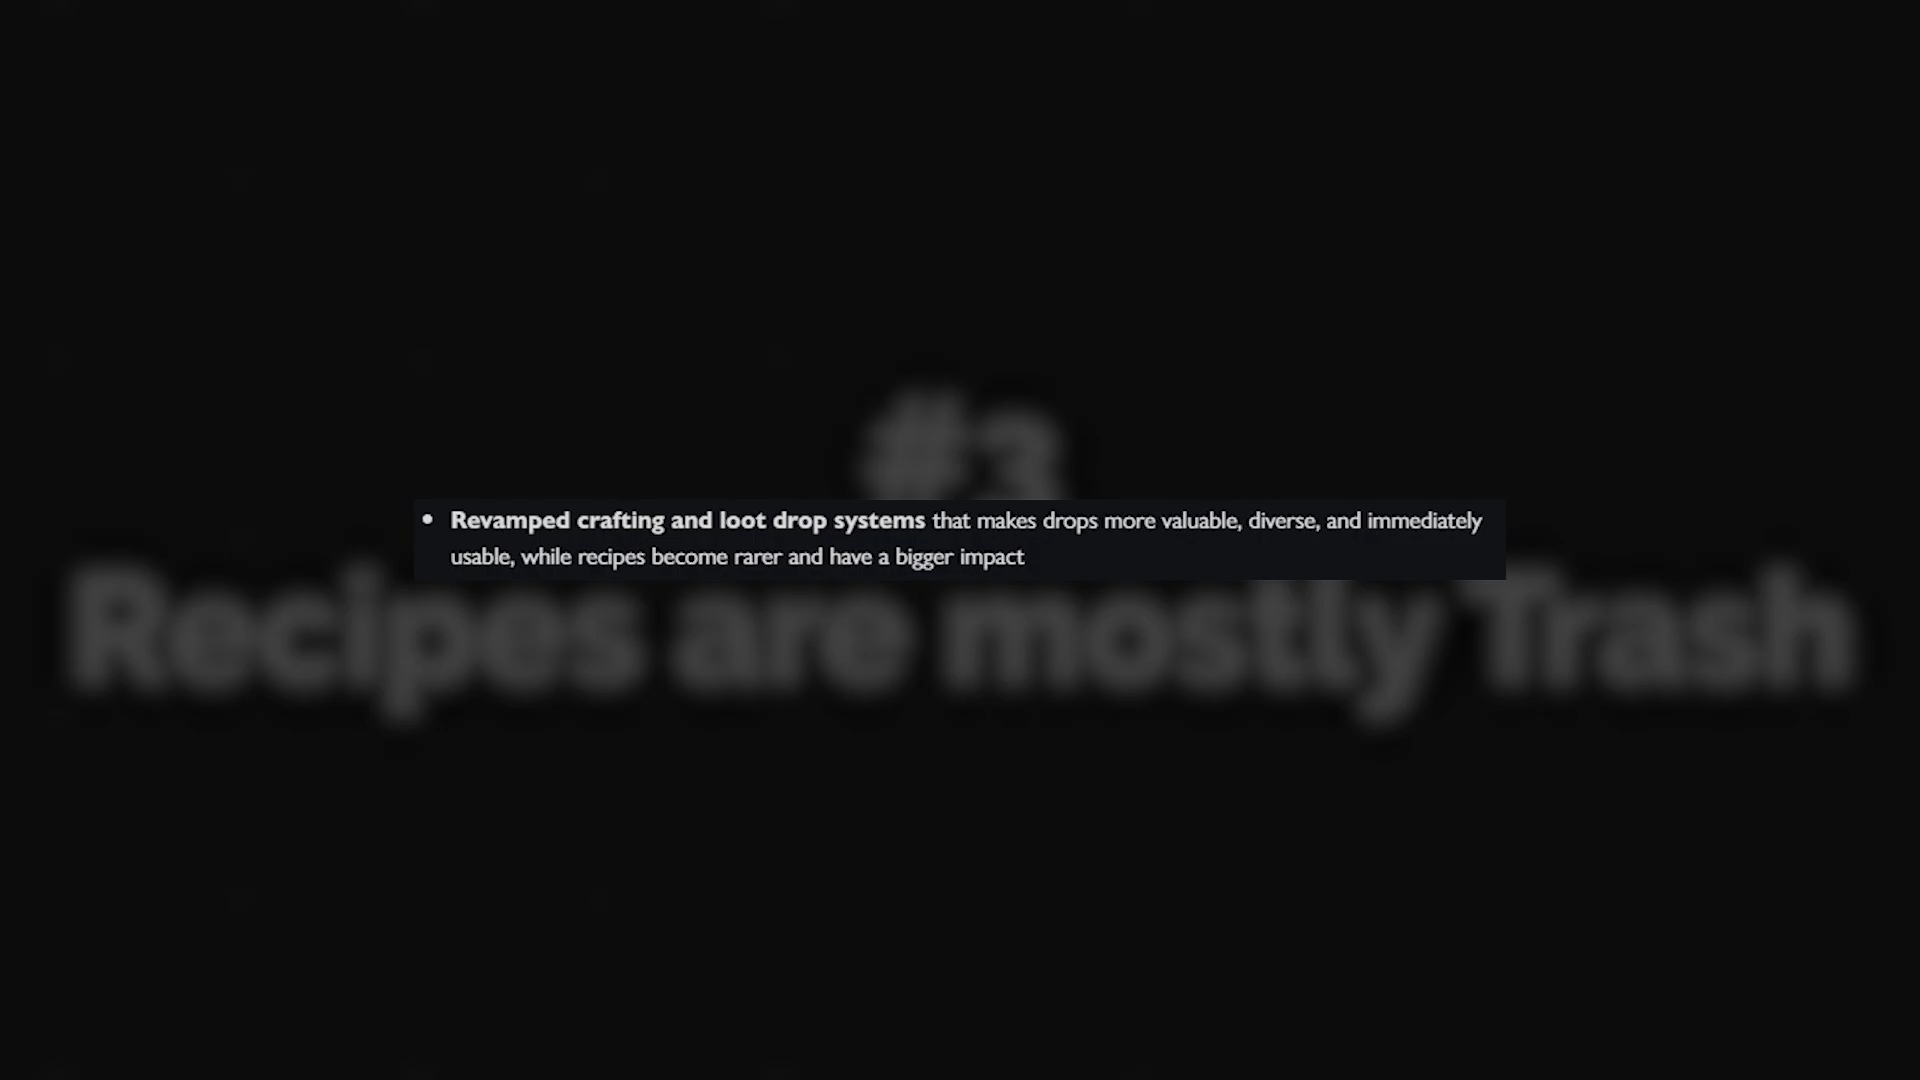 #3
• Revamped crafting and loot drop systems that makes drops more valuable, diverse, and immediately
usable, while recipes become rarer and have a bigger impact
Recipes are mostly Trash